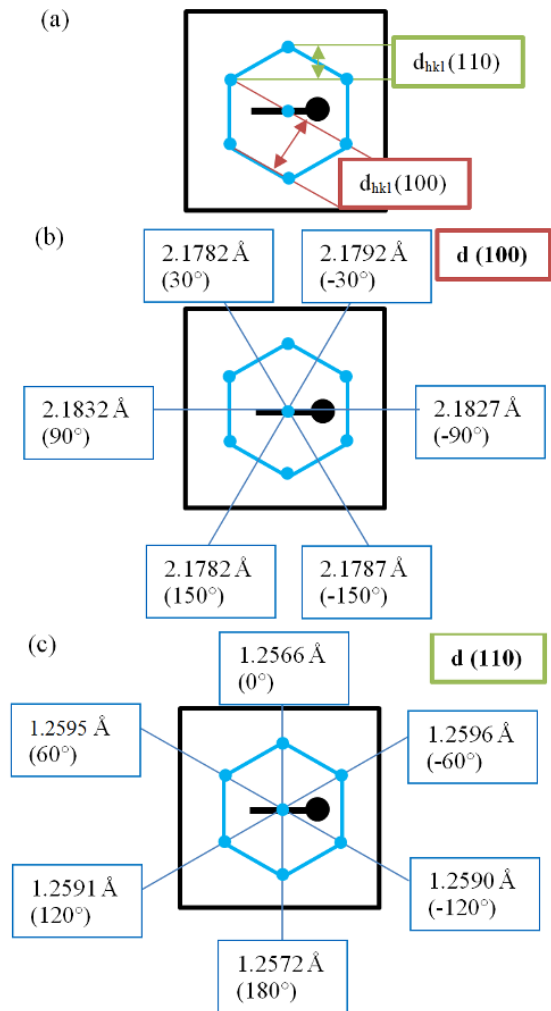 (a)
d_hkl (110)
d_hkl (100)
(b)
2.1782 Å
(30°)
2.1792 Å
(-30°)
d (100)
2.1832 Å
(90°)
2.1827 Å
(-90°)
2.1782 Å
(150°)
2.1787 Å
(-150°)
(c)
1.2566 Å
(0°)
d (110)
1.2595 Å
(60°)
1.2596 Å
(-60°)
1.2591 Å
(120°)
1.2590 Å
(-120°)
1.2572 Å
(180°)